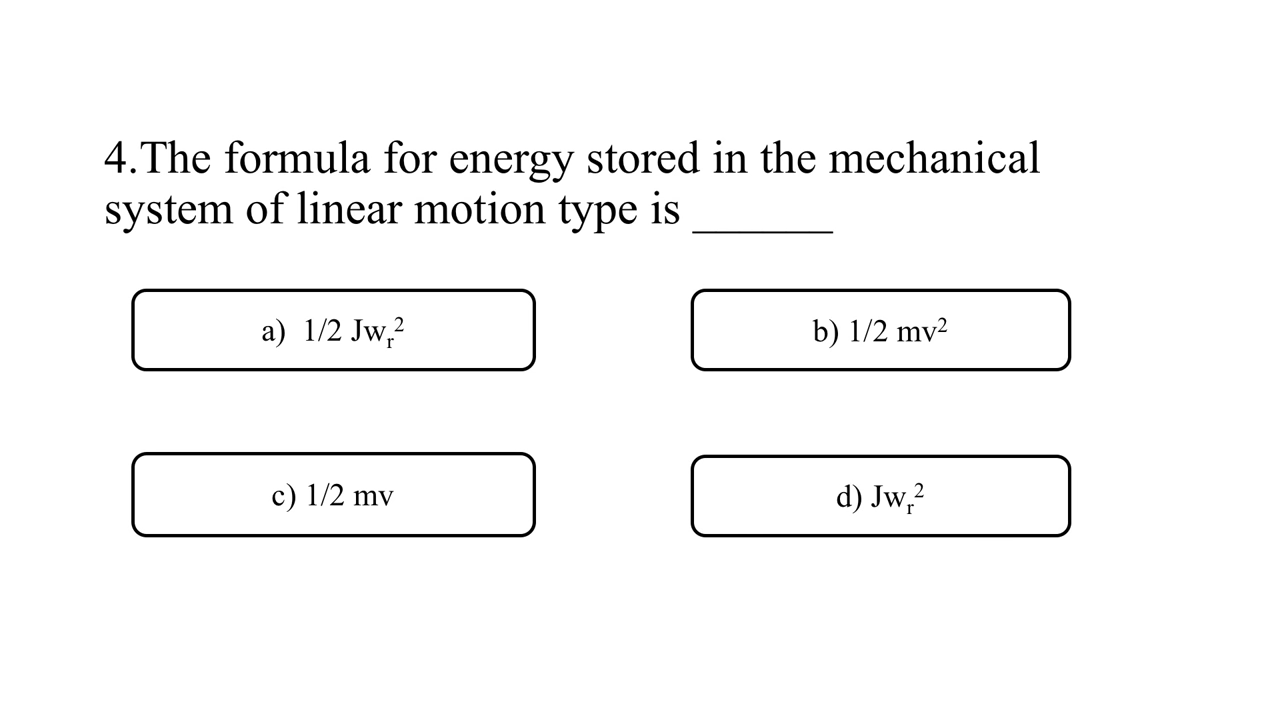 4.The formula for energy stored in the mechanical
system of linear motion type is ______
a)  1/2 Jwᵣ²
b) 1/2 mv²
c) 1/2 mv
d) Jwᵣ²